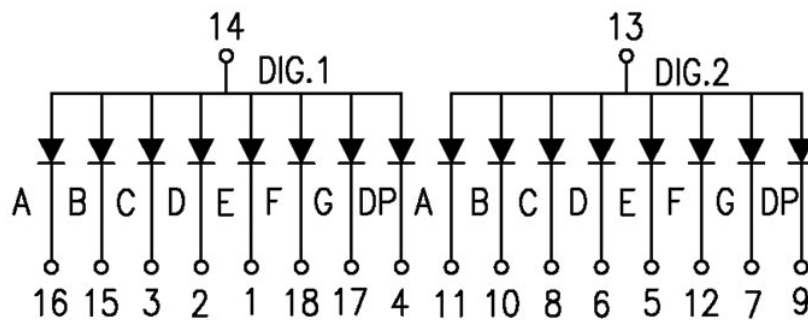 14 13
DIG.1 DIG.2
A B C D E F G DP A B C D E F G DP
16 15 3 2 1 18 17 4 11 10 8 6 5 12 7 9